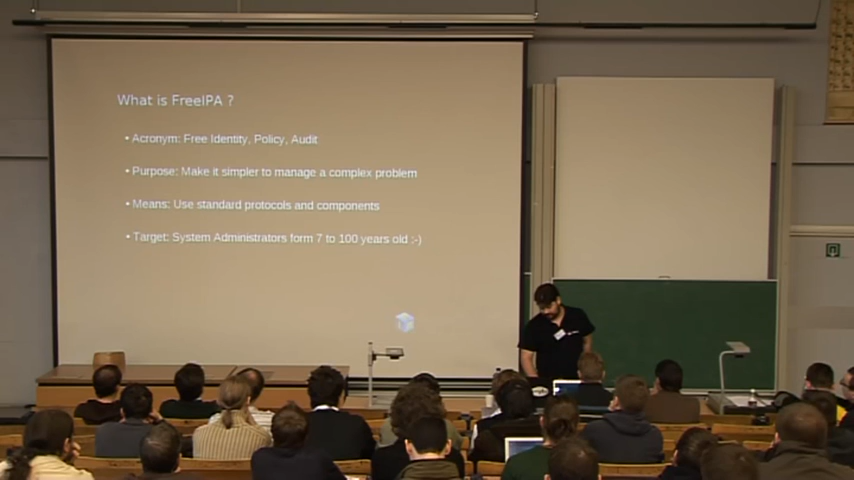 What is FreeIPA ?
• Acronym: Free Identity, Policy, Audit
• Purpose: Make it simpler to manage a complex problem
• Means: Use standard protocols and components
• Target: System Administrators form 7 to 100 years old :-)